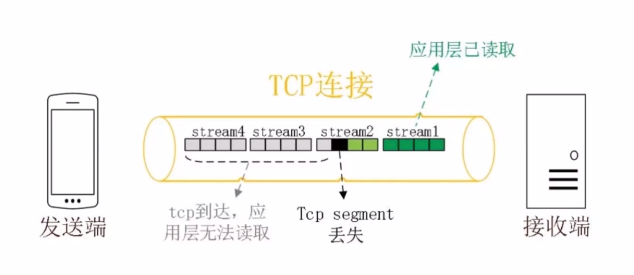 应用层已读取
TCP连接
stream4 stream3 stream2 stream1
tcp到达，应
用层无法读取
Tcp segment
丢失
发送端
接收端